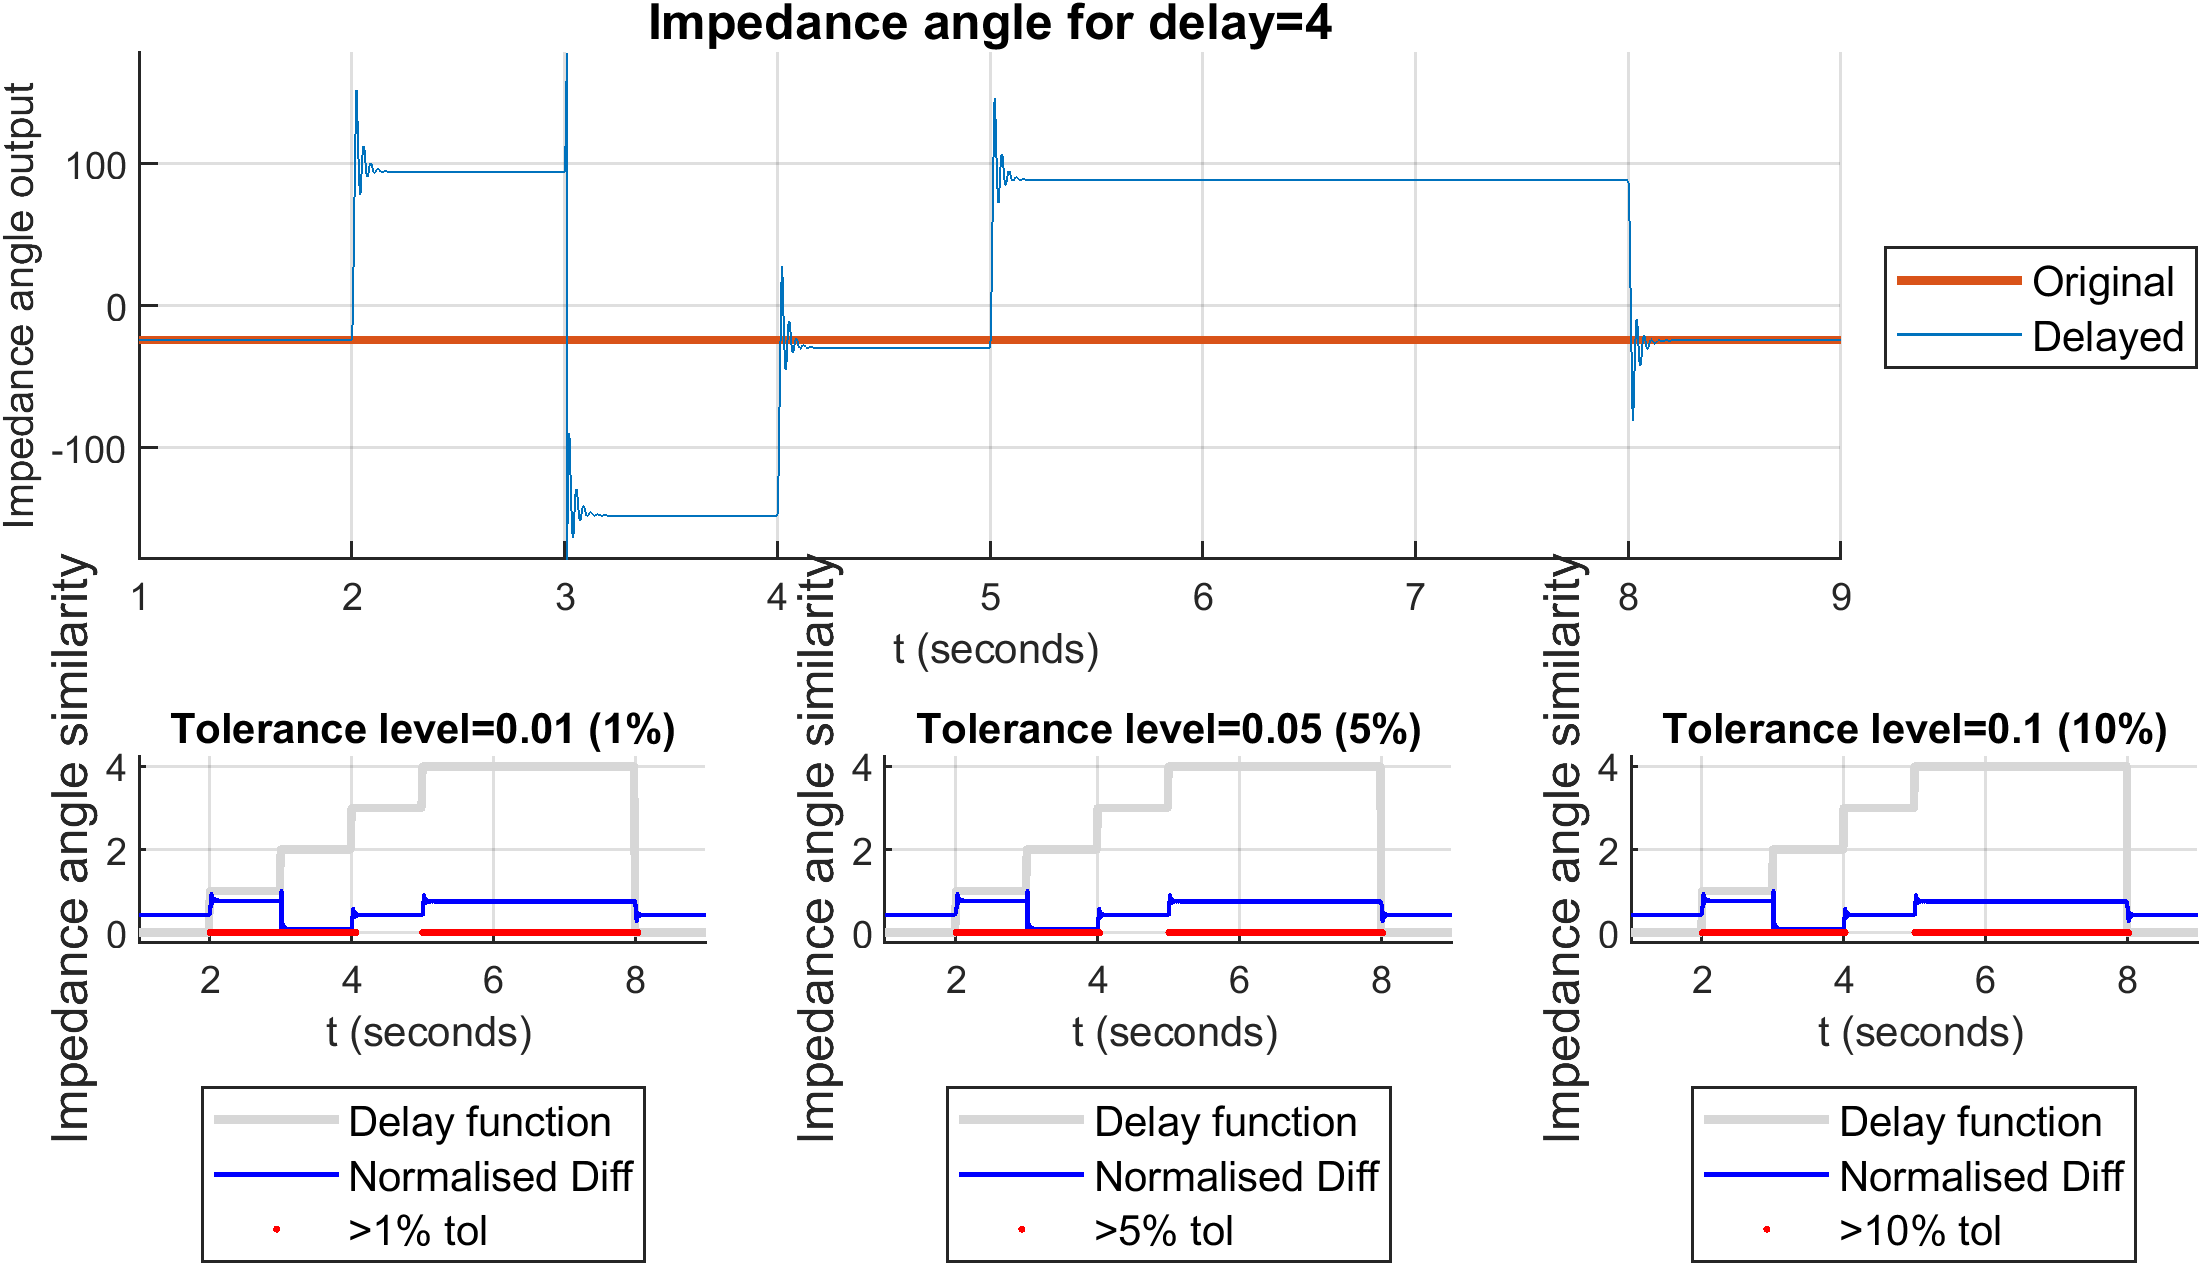 Impedance angle for delay=4
Impedance angle output
100
0
-100
1 2 3 4 5 6 7 8 9
t (seconds)
Original
Delayed
Impedance angle similarity
Tolerance level=0.01 (1%)
4
2
0
2 4 6 8
t (seconds)
Delay function
Normalised Diff
>1% tol
Impedance angle similarity
Tolerance level=0.05 (5%)
4
2
0
2 4 6 8
t (seconds)
Delay function
Normalised Diff
>5% tol
Impedance angle similarity
Tolerance level=0.1 (10%)
4
2
0
2 4 6 8
t (seconds)
Delay function
Normalised Diff
>10% tol